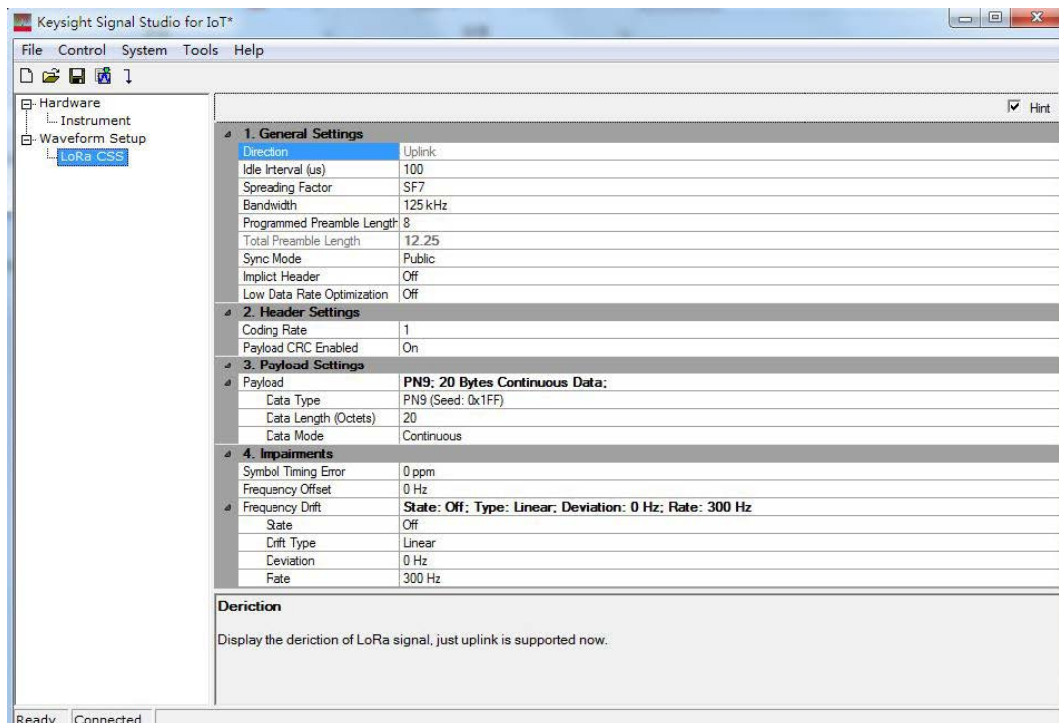 Keysight Signal Studio for IoT*
File Control System Tools Help
Hardware
Instrument
Waveform Setup
LoRa CSS
Hint
1. General Settings
Direction Uplink
Idle Interval (us) 100
Spreading Factor SF7
Bandwidth 125 kHz
Programmed Preamble Length 8
Total Preamble Length 12.25
Sync Mode Public
Implict Header Off
Low Data Rate Optimization Off
2. Header Settings
Coding Rate 1
Payload CRC Enabled On
3. Payload Settings
Payload PN9; 20 Bytes Continuous Data;
Data Type PN9 (Seed: 0x1FF)
Data Length (Octets) 20
Data Mode Continuous
4. Impairments
Symbol Timing Error 0 ppm
Frequency Offset 0 Hz
Frequency Drift State: Off; Type: Linear; Deviation: 0 Hz; Rate: 300 Hz
State Off
Drift Type Linear
Deviation 0 Hz
Rate 300 Hz
Deriction
Display the deriction of LoRa signal, just uplink is supported now.
Ready Connected